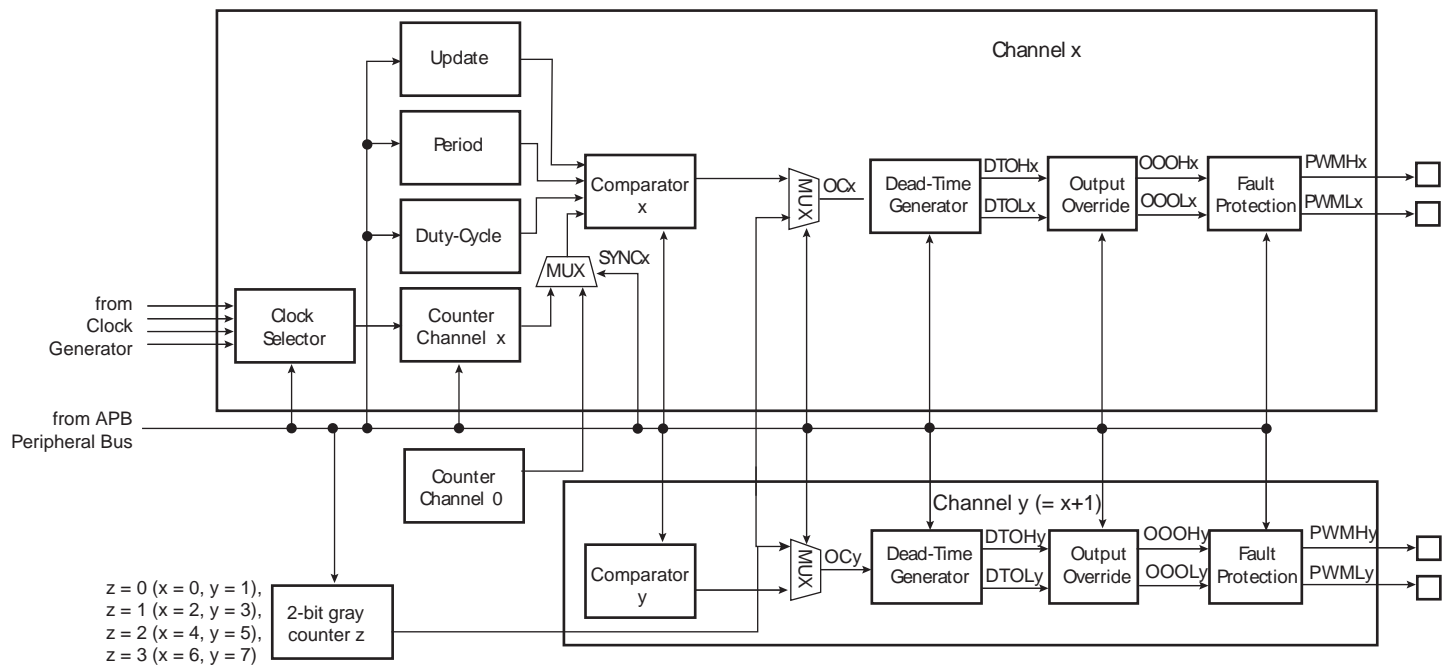 Channel x
Update
Period
Duty-Cycle
Comparator
x
MUX
SYNCx
MUX
OCx
Dead-Time
Generator
DTOHx
DTOLx
Output
Override
OOOHx
OOOLx
Fault
Protection
PWMHx
PWMLx
from
Clock
Generator
Clock
Selector
Counter
Channel x
from APB
Peripheral Bus
Counter
Channel 0
Channel y (= x+1)
Comparator
y
MUX
OCy
Dead-Time
Generator
DTOHy
DTOLy
Output
Override
OOOHy
OOOLy
Fault
Protection
PWMHy
PWMLy
z = 0 (x = 0, y = 1),
z = 1 (x = 2, y = 3),
z = 2 (x = 4, y = 5),
z = 3 (x = 6, y = 7)
2-bit gray
counter z